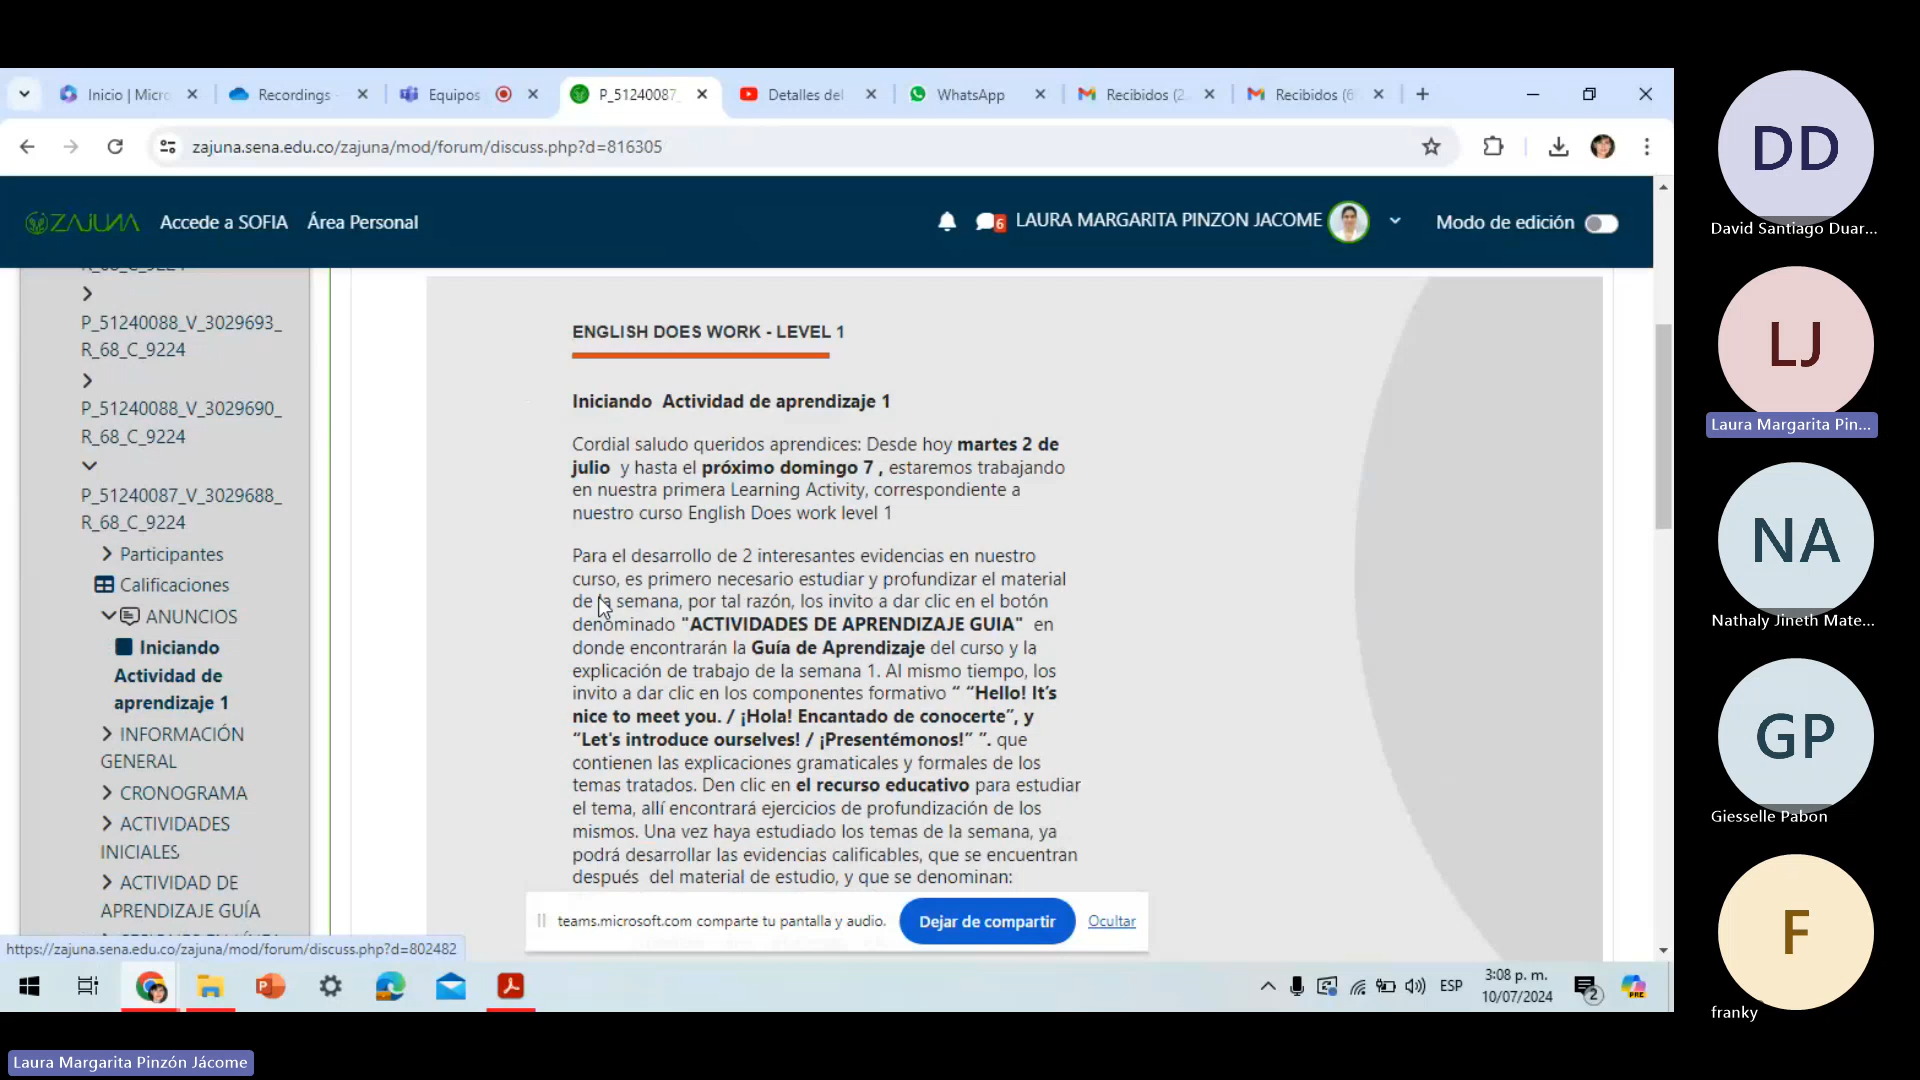 Inicio | Micro
Recordings
Equipos
P_51240087_
Detalles del
WhatsApp
Recibidos (2
Recibidos (6
zajuna.sena.edu.co/zajuna/mod/forum/discuss.php?d=816305
ZAJUNA
Accede a SOFIA
Área Personal
6
LAURA MARGARITA PINZON JACOME
Modo de edición
P_51240088_V_3029693_
R_68_C_9224
P_51240088_V_3029690_
R_68_C_9224
P_51240087_V_3029688_
R_68_C_9224
Participantes
Calificaciones
ANUNCIOS
Iniciando
Actividad de
aprendizaje 1
INFORMACIÓN
GENERAL
CRONOGRAMA
ACTIVIDADES
INICIALES
ACTIVIDAD DE
APRENDIZAJE GUÍA
https://zajuna.sena.edu.co/zajuna/mod/forum/discuss.php?d=802482
ENGLISH DOES WORK - LEVEL 1
Iniciando Actividad de aprendizaje 1
Cordial saludo queridos aprendices: Desde hoy martes 2 de
julio y hasta el próximo domingo 7 , estaremos trabajando
en nuestra primera Learning Activity, correspondiente a
nuestro curso English Does work level 1
Para el desarrollo de 2 interesantes evidencias en nuestro
curso, es primero necesario estudiar y profundizar el material
de la semana, por tal razón, los invito a dar clic en el botón
denominado "ACTIVIDADES DE APRENDIZAJE GUIA" en
donde encontrarán la Guía de Aprendizaje del curso y la
explicación de trabajo de la semana 1. Al mismo tiempo, los
invito a dar clic en los componentes formativo “ “Hello! It’s
nice to meet you. / ¡Hola! Encantado de conocerte”, y
“Let's introduce ourselves! / ¡Presentémonos!” ”. que
contienen las explicaciones gramaticales y formales de los
temas tratados. Den clic en el recurso educativo para estudiar
el tema, allí encontrará ejercicios de profundización de los
mismos. Una vez haya estudiado los temas de la semana, ya
podrá desarrollar las evidencias calificables, que se encuentran
después del material de estudio, y que se denominan:
teams.microsoft.com comparte tu pantalla y audio.
Dejar de compartir
Ocultar
ESP
3:08 p. m.
10/07/2024
2
PRE
DD
David Santiago Duar...
LJ
Laura Margarita Pin...
NA
Nathaly Jineth Mate...
GP
Giesselle Pabon
F
franky
Laura Margarita Pinzón Jácome